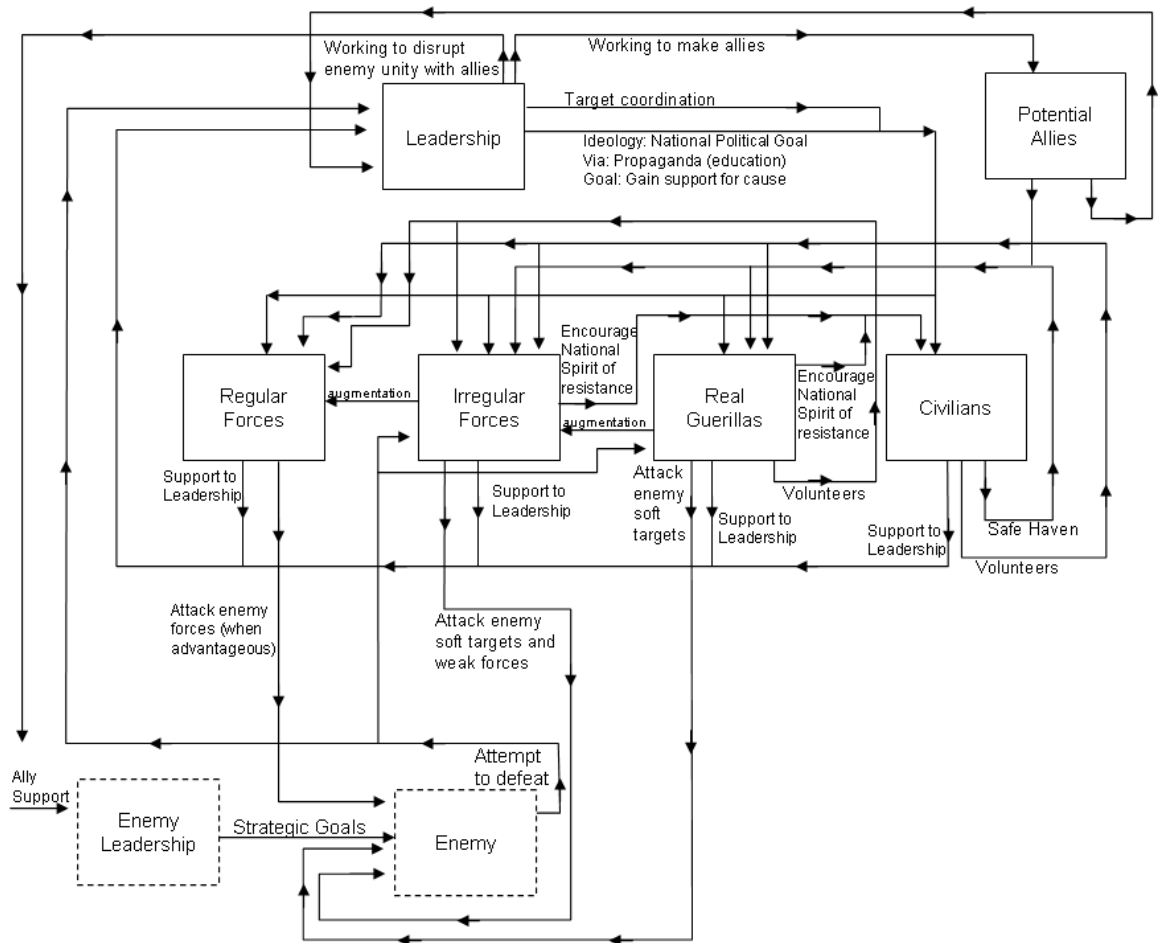 Working to disrupt
enemy unity with allies
Working to make allies
Leadership
Target coordination
Potential
Allies
Ideology: National Political Goal
Via: Propaganda (education)
Goal: Gain support for cause
Encourage
National
Spirit of
resistance
Regular
Forces
augmentation
Irregular
Forces
augmentation
Real
Guerillas
Encourage
National
Spirit of
resistance
Civilians
Support to
Leadership
Support to
Leadership
Attack
enemy
soft
targets
Volunteers
Support to
Leadership
Support to
Leadership
Safe Haven
Volunteers
Attack enemy
forces (when
advantageous)
Attack enemy
soft targets and
weak forces
Attempt
to defeat
Ally
Support
Enemy
Leadership
Strategic Goals
Enemy